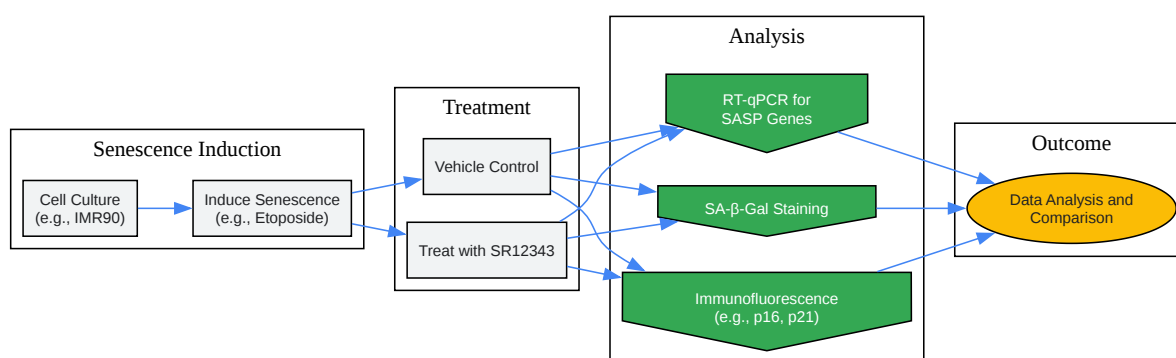 Senescence Induction
Cell Culture
(e.g., IMR90)
Induce Senescence
(e.g., Etoposide)
Treatment
Vehicle Control
Treat with SR12343
Analysis
RT-qPCR for
SASP Genes
SA-β-Gal Staining
Immunofluorescence
(e.g., p16, p21)
Outcome
Data Analysis and
Comparison